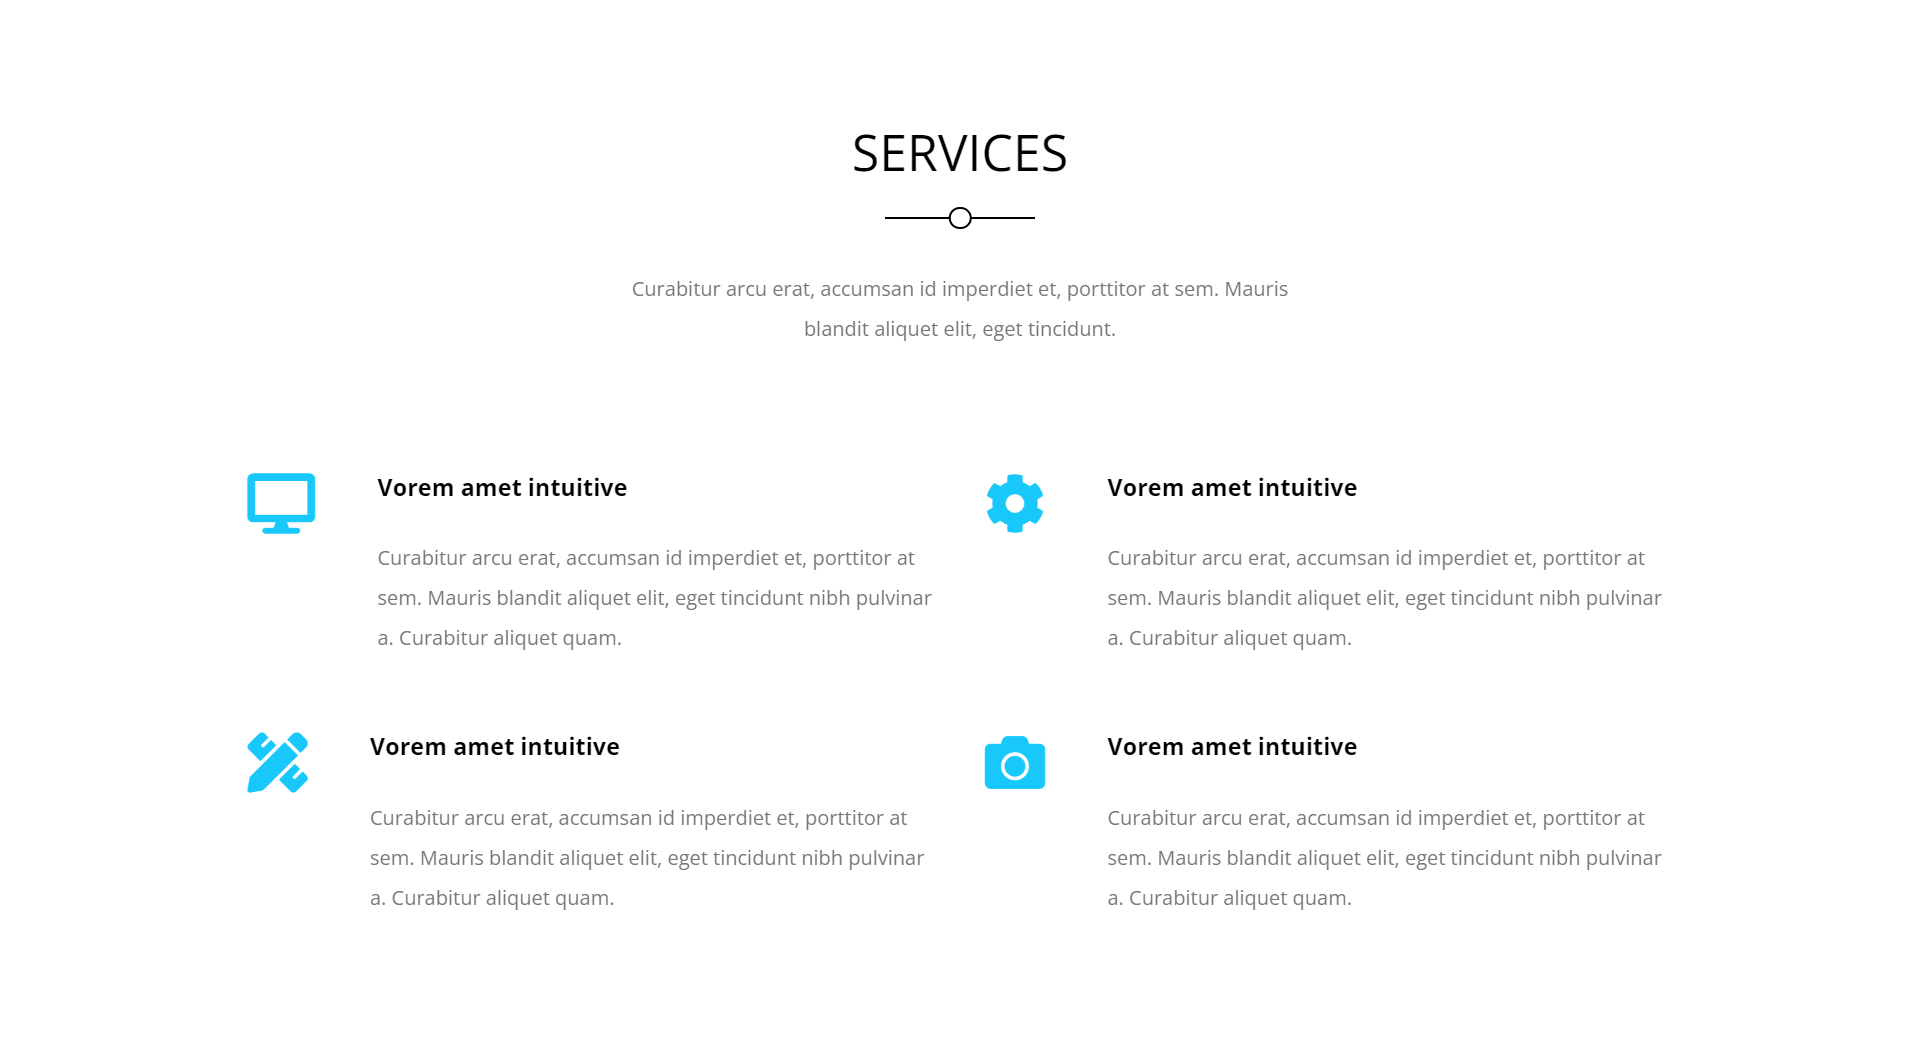 SERVICES
Curabitur arcu erat, accumsan id imperdiet et, porttitor at sem. Mauris
blandit aliquet elit, eget tincidunt.
Vorem amet intuitive
Curabitur arcu erat, accumsan id imperdiet et, porttitor at
sem. Mauris blandit aliquet elit, eget tincidunt nibh pulvinar
a. Curabitur aliquet quam.
Vorem amet intuitive
Curabitur arcu erat, accumsan id imperdiet et, porttitor at
sem. Mauris blandit aliquet elit, eget tincidunt nibh pulvinar
a. Curabitur aliquet quam.
Vorem amet intuitive
Curabitur arcu erat, accumsan id imperdiet et, porttitor at
sem. Mauris blandit aliquet elit, eget tincidunt nibh pulvinar
a. Curabitur aliquet quam.
Vorem amet intuitive
Curabitur arcu erat, accumsan id imperdiet et, porttitor at
sem. Mauris blandit aliquet elit, eget tincidunt nibh pulvinar
a. Curabitur aliquet quam.